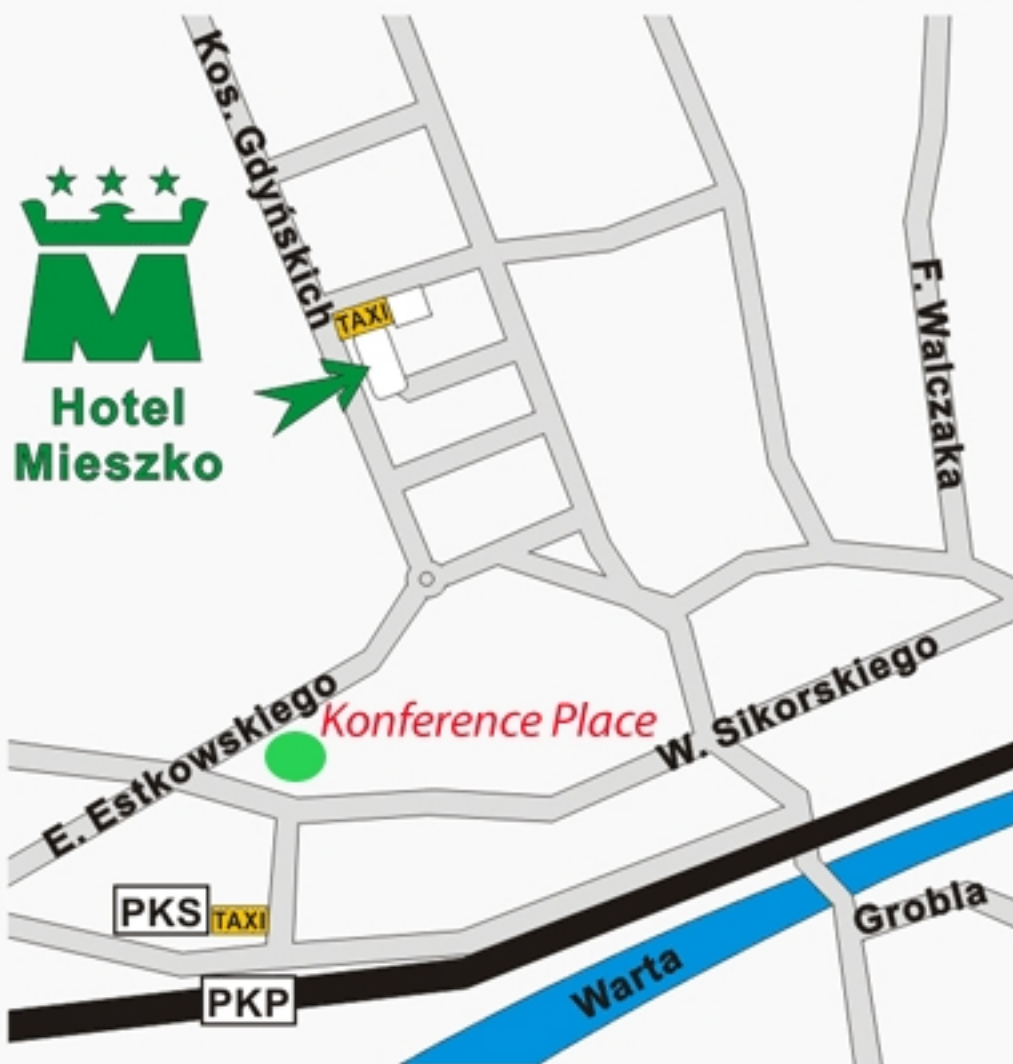 Kos. Gdyńskich
F. Walczaka
TAXI
Hotel
Mieszko
E. Estkowskiego
Konference Place
W. Sikorskiego
PKS
TAXI
Grobla
Warta
PKP